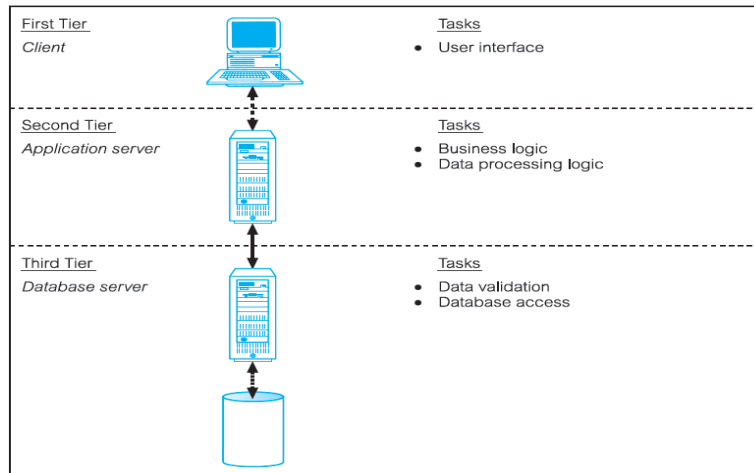 First Tier
Client
Tasks
• User interface
Second Tier
Application server
Tasks
• Business logic
• Data processing logic
Third Tier
Database server
Tasks
• Data validation
• Database access